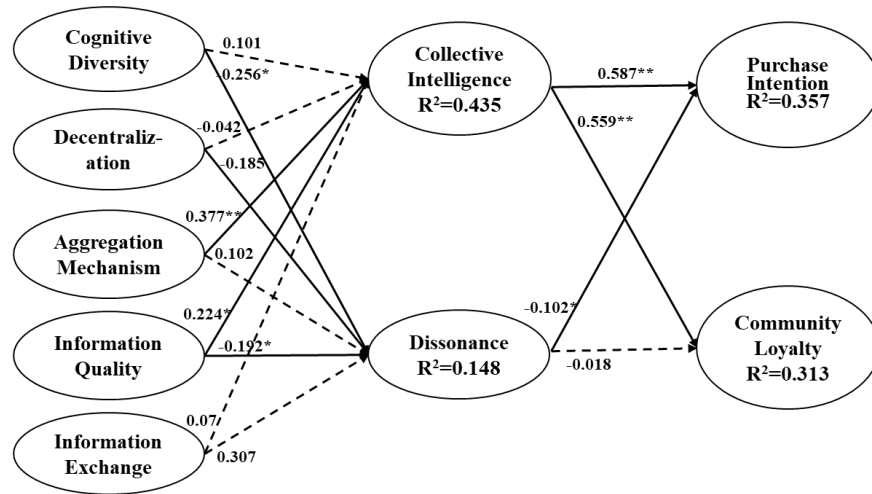 Cognitive
Diversity
Decentraliz-
ation
Aggregation
Mechanism
Information
Quality
Information
Exchange
0.101
-0.256*
-0.042
-0.185
0.377**
0.102
0.224*
-0.192*
0.07
0.307
Collective
Intelligence
R²=0.435
Dissonance
R²=0.148
0.587**
0.559**
-0.102*
-0.018
Purchase
Intention
R²=0.357
Community
Loyalty
R²=0.313